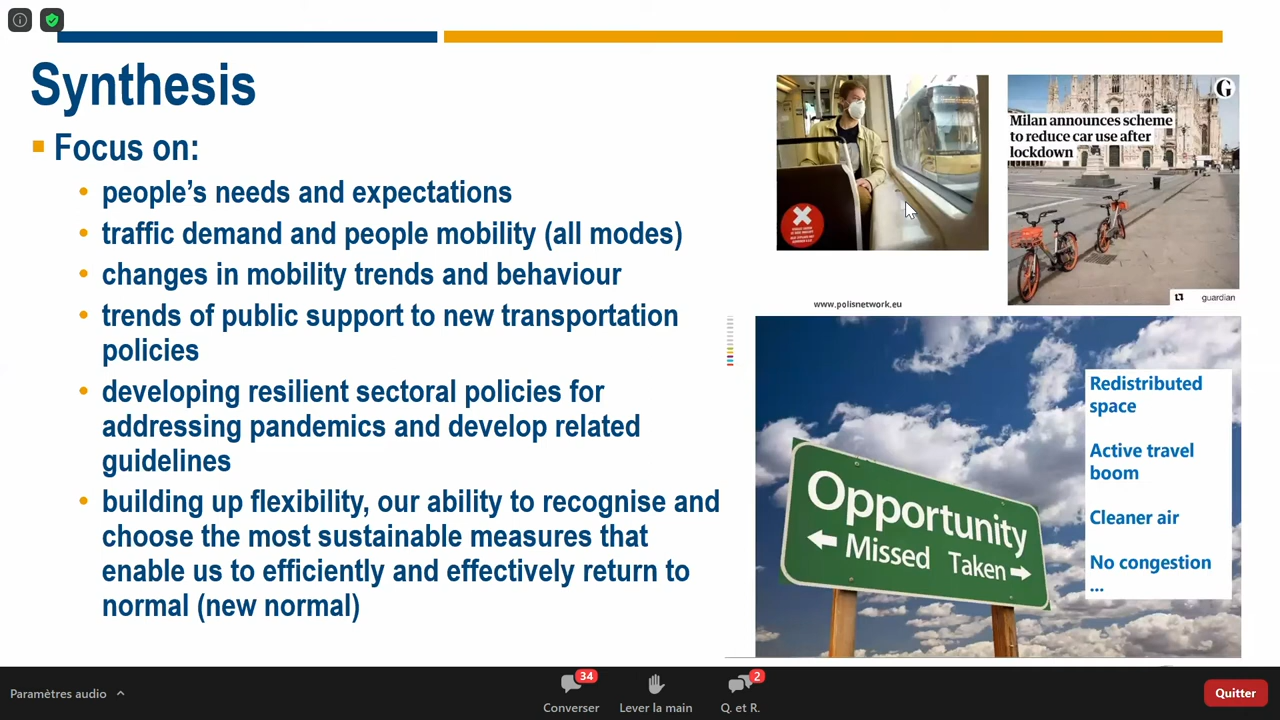 Synthesis
Focus on:
people’s needs and expectations
traffic demand and people mobility (all modes)
changes in mobility trends and behaviour
trends of public support to new transportation
policies
developing resilient sectoral policies for
addressing pandemics and develop related
guidelines
building up flexibility, our ability to recognise and
choose the most sustainable measures that
enable us to efficiently and effectively return to
normal (new normal)
www.polisnetwork.eu
G
Milan announces scheme
to reduce car use after
lockdown
guardian
Opportunity
Missed Taken
Redistributed
space
Active travel
boom
Cleaner air
No congestion
...
Paramètres audio
34
Converser
Lever la main
2
Q. et R.
Quitter